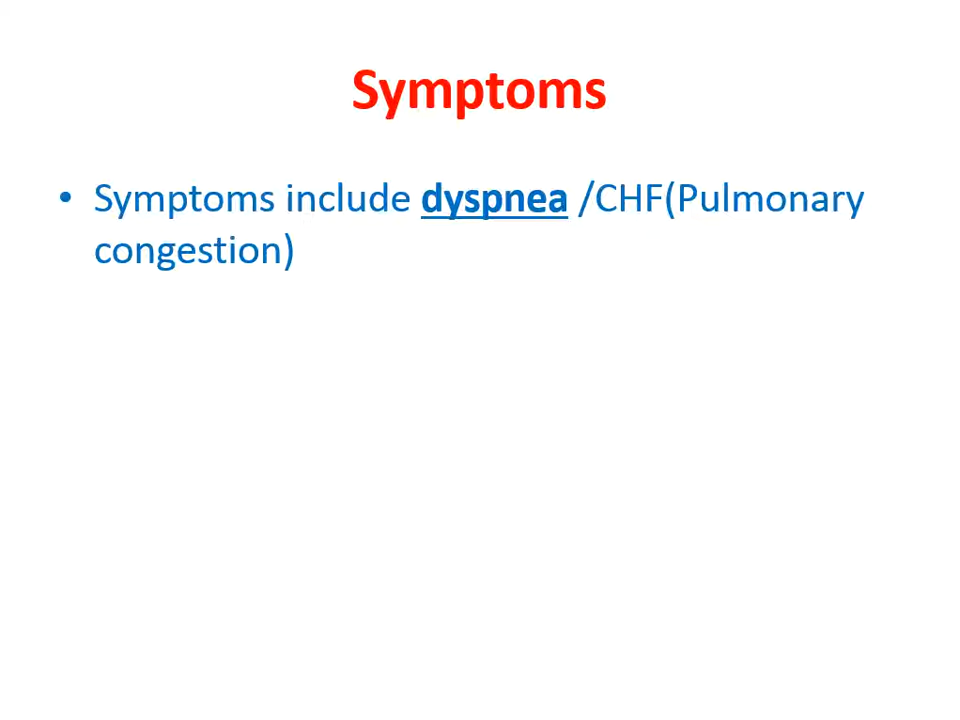 Symptoms
• Symptoms include dyspnea /CHF(Pulmonary
congestion)